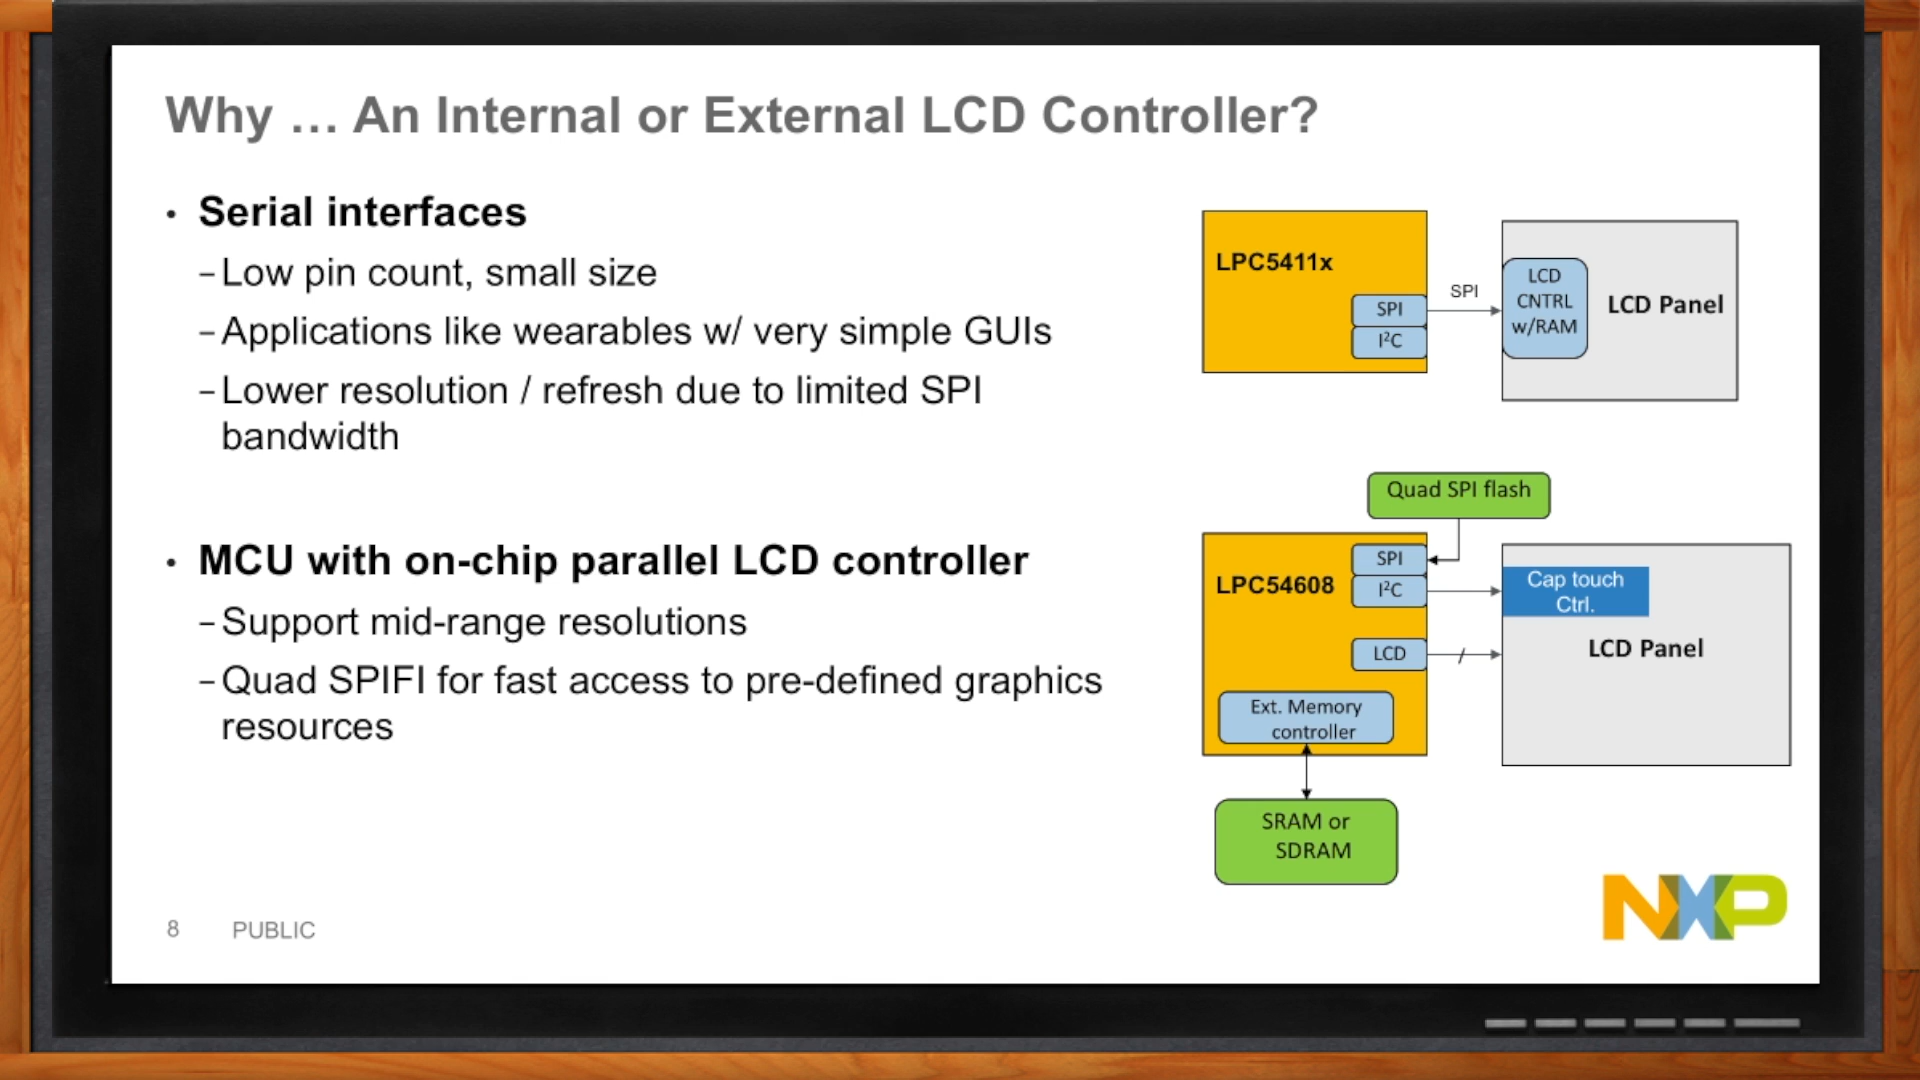 Why … An Internal or External LCD Controller?
• Serial interfaces
–Low pin count, small size
–Applications like wearables w/ very simple GUIs
–Lower resolution / refresh due to limited SPI
bandwidth
• MCU with on-chip parallel LCD controller
–Support mid-range resolutions
–Quad SPIFI for fast access to pre-defined graphics
resources
LPC5411x
SPI
I²C
SPI
LCD
CNTRL
w/RAM
LCD Panel
Quad SPI flash
LPC54608
SPI
I²C
LCD
Ext. Memory
controller
Cap touch
Ctrl.
LCD Panel
SRAM or
SDRAM
8 PUBLIC
NXP